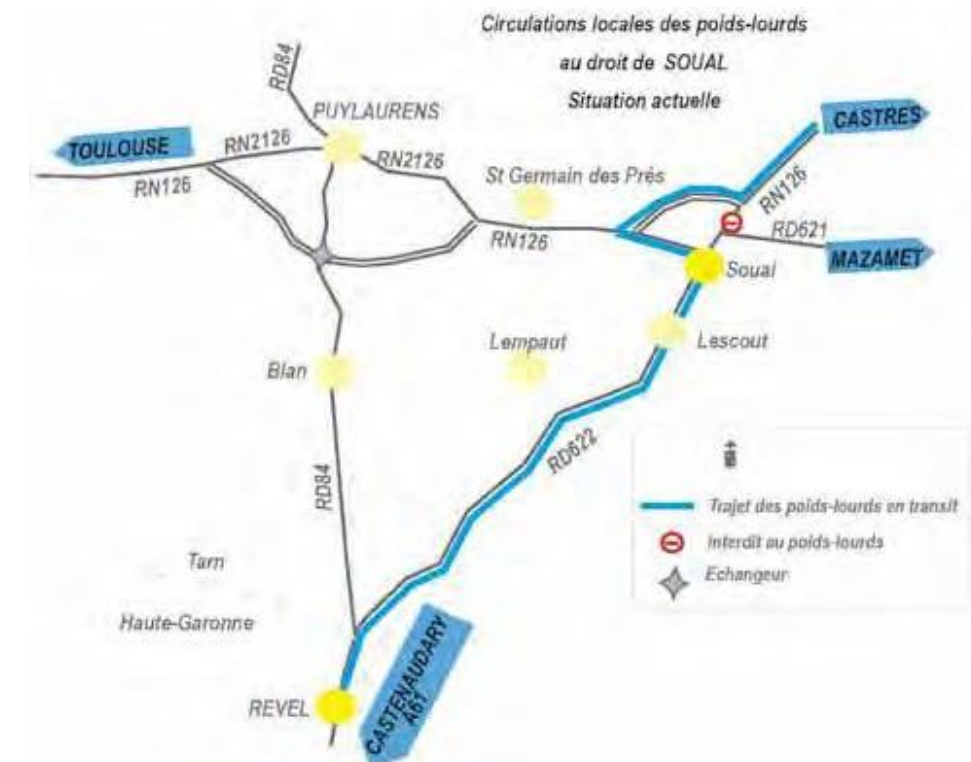 Circulations locales des poids-lourds
au droit de SOUAL
Situation actuelle
RD84
PUYLAURENS
CASTRES
TOULOUSE
RN2126
RN2126
RN126
St Germain des Prés
RN126
RN126
RD621
MAZAMET
Soual
Lempaut
Lescout
Blan
RD622
RD84
Trajet des poids-lourds en transit
Interdit au poids-lourds
Echangeur
Tarn
Haute-Garonne
CASTENAUDARY
A61
REVEL